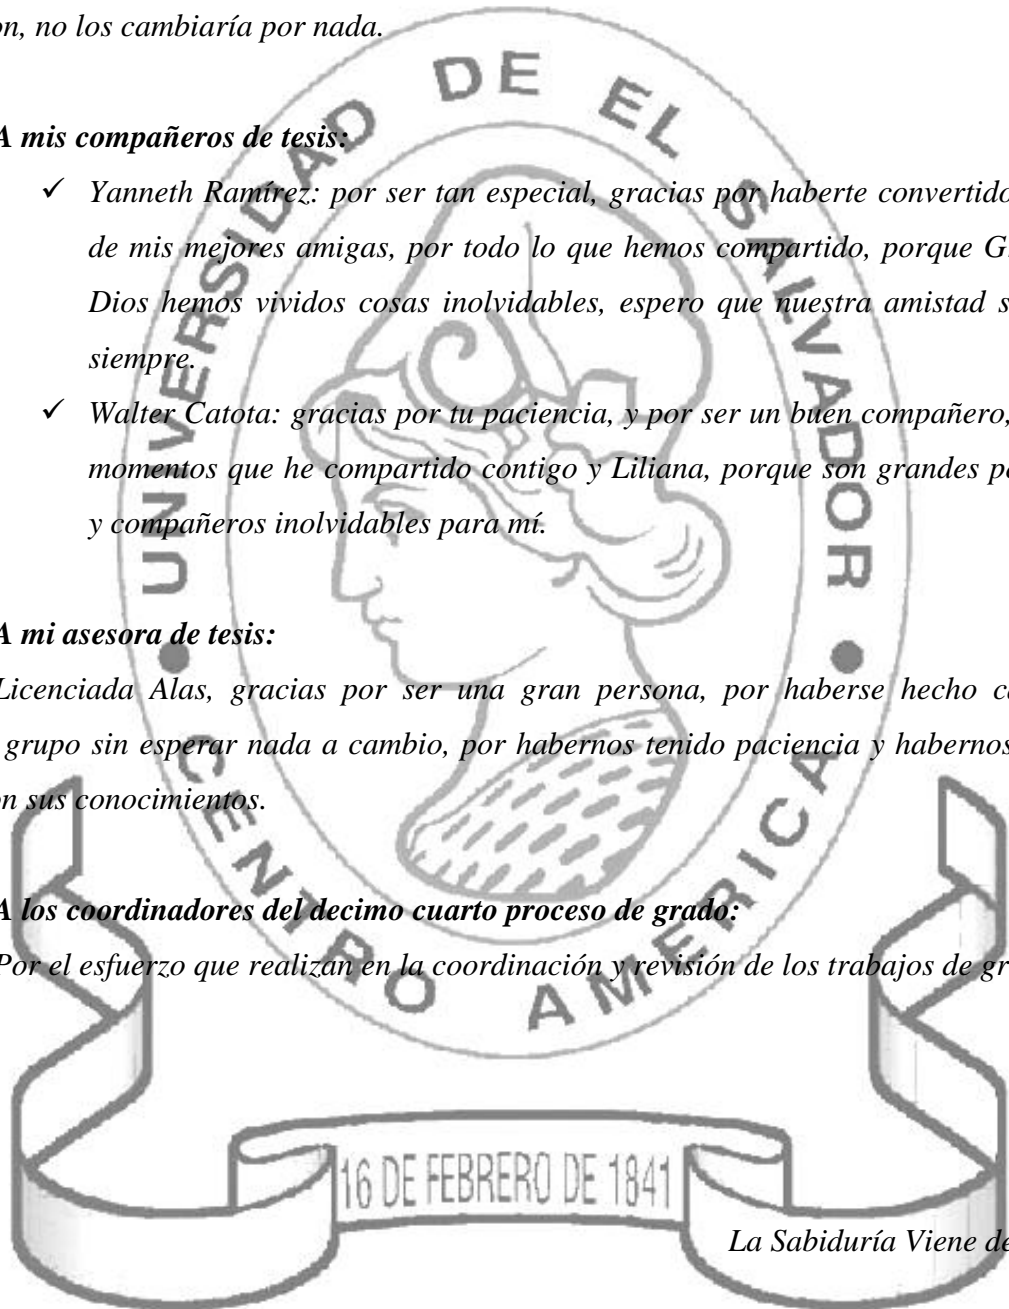 on, no los cambiaría por nada.
A mis compañeros de tesis:
✓ Yanneth Ramírez: por ser tan especial, gracias por haberte convertido
de mis mejores amigas, por todo lo que hemos compartido, porque G
Dios hemos vividos cosas inolvidables, espero que nuestra amistad s
siempre.
✓ Walter Catota: gracias por tu paciencia, y por ser un buen compañero,
momentos que he compartido contigo y Liliana, porque son grandes pe
y compañeros inolvidables para mí.
A mi asesora de tesis:
Licenciada Alas, gracias por ser una gran persona, por haberse hecho c
grupo sin esperar nada a cambio, por habernos tenido paciencia y habernos
on sus conocimientos.
A los coordinadores del decimo cuarto proceso de grado:
Por el esfuerzo que realizan en la coordinación y revisión de los trabajos de gr
La Sabiduría Viene de
UNIVERSIDAD DE EL SALVADOR
CENTRO AMERICA
16 DE FEBRERO DE 1841